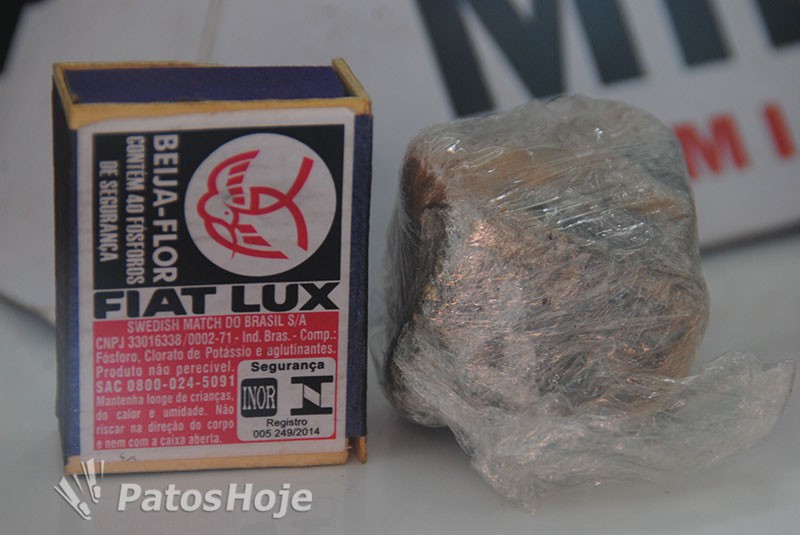 BEIJA-FLOR
CONTÉM 40 FÓSFOROS
DE SEGURANÇA
FIAT LUX
SWEDISH MATCH DO BRASIL S/A
CNPJ 33016338/0002-71 - Ind. Bras. - Comp.:
Fósforo, Clorato de Potássio e aglutinantes.
Produto não perecível.
SAC 0800-024-5091
Mantenha longe de crianças,
do calor e umidade. Não
riscar na direção do corpo
e nem com a caixa aberta.
Segurança
INOR
Registro
005 249/2014
MI
MI
PatosHoje